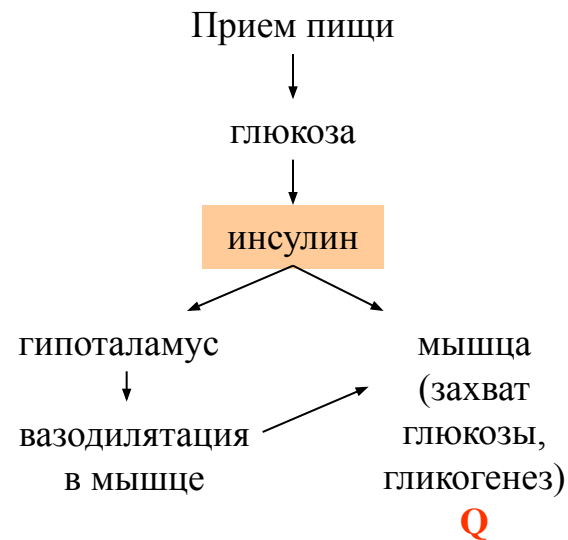 Прием пищи
глюкоза
инсулин
гипоталамус
вазодилятация
в мышце
мышца
(захват
глюкозы,
гликогенез)
Q